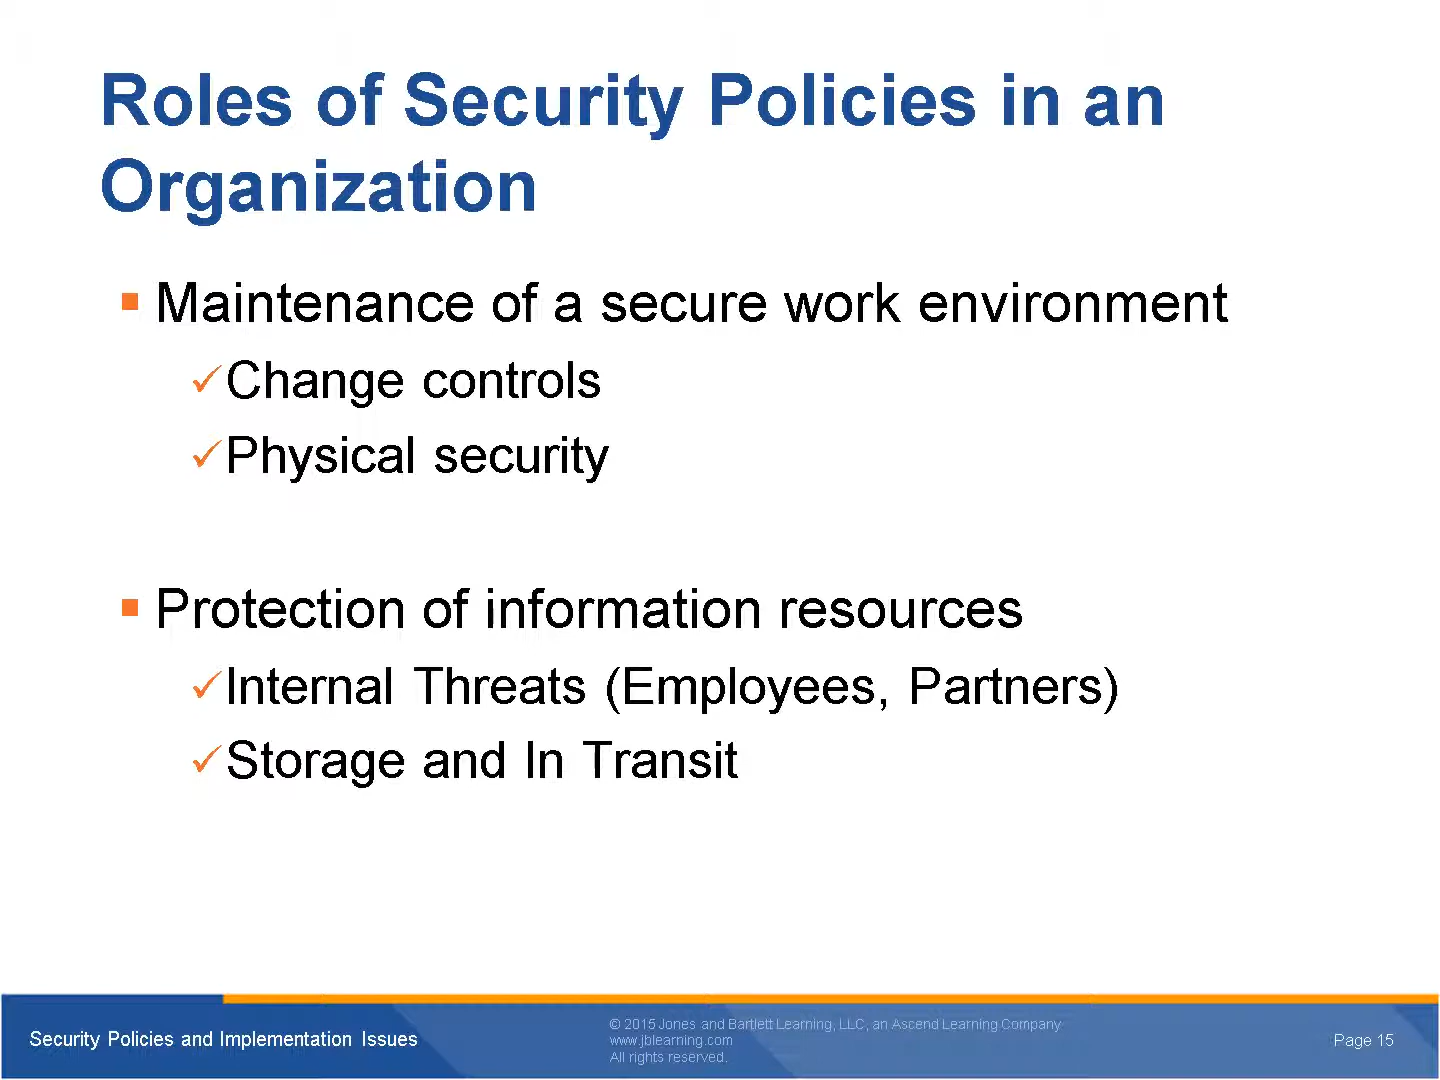 Roles of Security Policies in an
Organization
Maintenance of a secure work environment
Change controls
Physical security
Protection of information resources
Internal Threats (Employees, Partners)
Storage and In Transit
Security Policies and Implementation Issues
© 2015 Jones and Bartlett Learning, LLC, an Ascend Learning Company
www.jblearning.com
All rights reserved.
Page 15